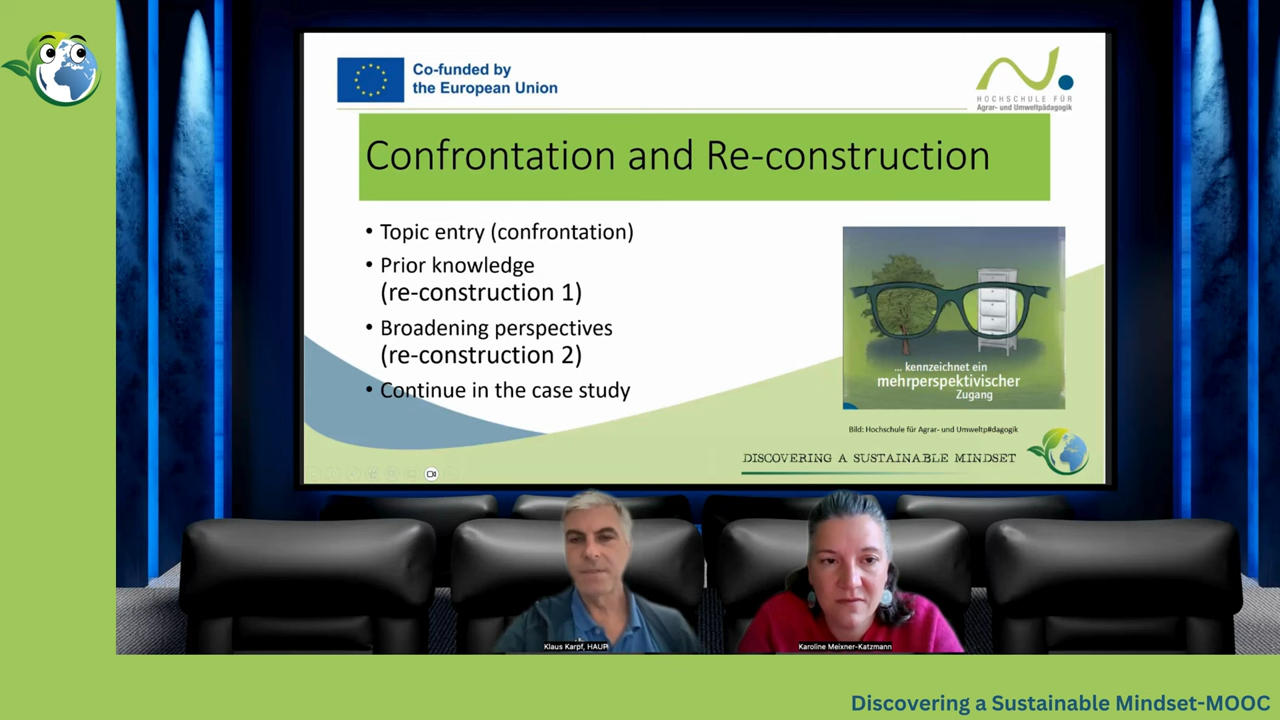 Co-funded by
the European Union
HOCHSCHULE FÜR
Agrar- und Umweltpädagogik
Confrontation and Re-construction
• Topic entry (confrontation)
• Prior knowledge
(re-construction 1)
• Broadening perspectives
(re-construction 2)
• Continue in the case study
... kennzeichnet ein
mehrperspektivischer
Zugang
Bild: Hochschule für Agrar- und Umweltp#dagogik
DISCOVERING A SUSTAINABLE MINDSET
Klaus Karpf, HAUP
Karoline Meixner-Katzmann
Discovering a Sustainable Mindset-MOOC